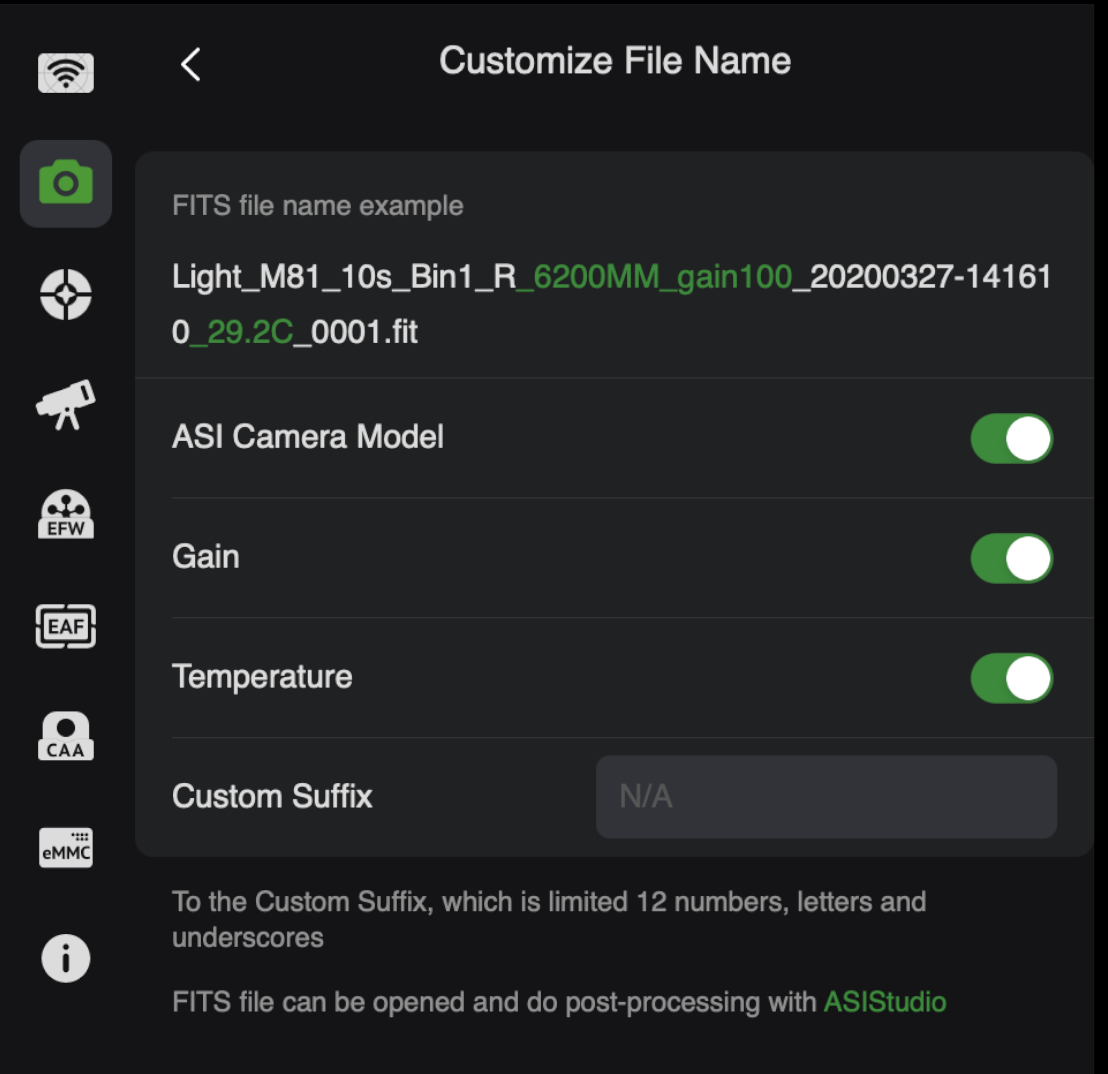 Customize File Name
FITS file name example
Light_M81_10s_Bin1_R_6200MM_gain100_20200327-14161
0_29.2C_0001.fit
ASI Camera Model
Gain
Temperature
EFW
EAF
CAA
eMMC
Custom Suffix
N/A
To the Custom Suffix, which is limited 12 numbers, letters and
underscores
FITS file can be opened and do post-processing with ASIStudio